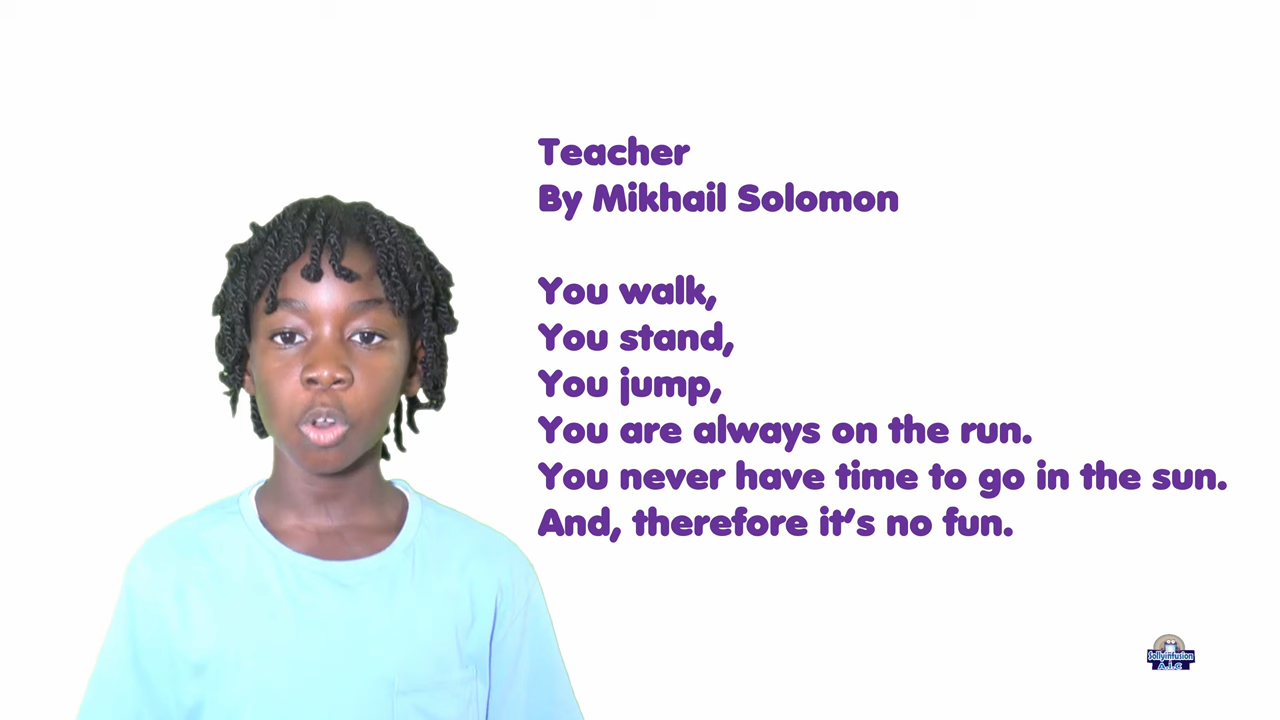 Teacher
By Mikhail Solomon
You walk,
You stand,
You jump,
You are always on the run.
You never have time to go in the sun.
And, therefore it's no fun.
Sollyinfusion
A.I.C